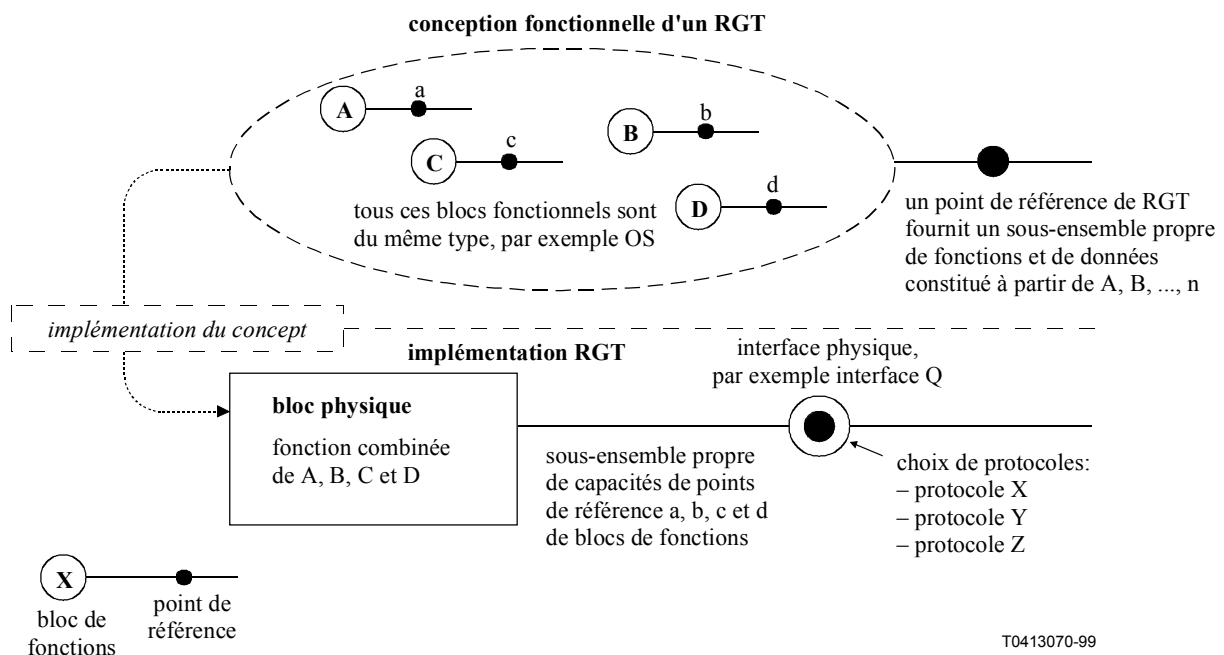 conception fonctionnelle d'un RGT
A
a
B
b
C
c
D
d
tous ces blocs fonctionnels sont
du même type, par exemple OS
un point de référence de RGT
fournit un sous-ensemble propre
de fonctions et de données
constitué à partir de A, B, ..., n
implémentation du concept
implémentation RGT
interface physique,
par exemple interface Q
bloc physique
fonction combinée
de A, B, C et D
sous-ensemble propre
de capacités de points
de référence a, b, c et d
de blocs de fonctions
choix de protocoles:
– protocole X
– protocole Y
– protocole Z
X
bloc de
fonctions
point de
référence
T0413070-99